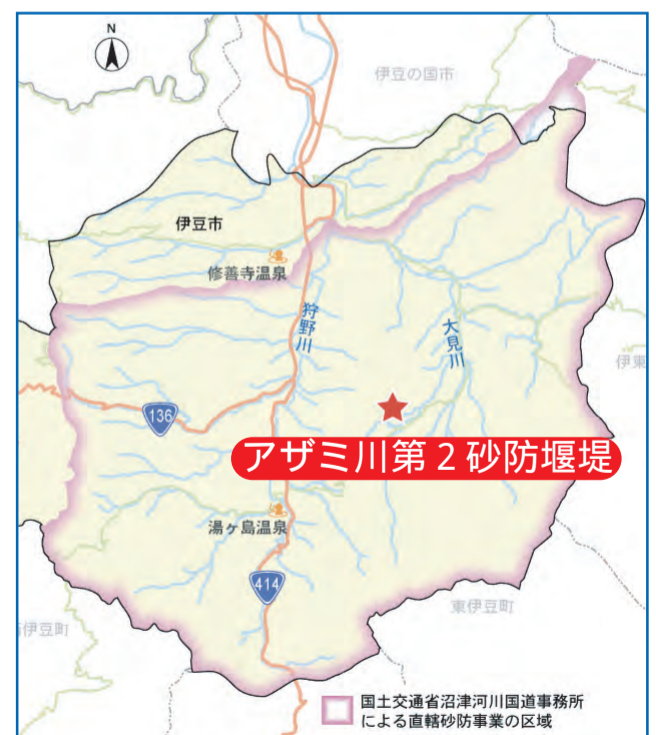 N
伊豆の国市
伊豆市
修善寺温泉
狩野川
大見川
伊東
136
アザミ川第2砂防堰堤
湯ヶ島温泉
414
東伊豆町
伊豆町
国土交通省沼津河川国道事務所
による直轄砂防事業の区域